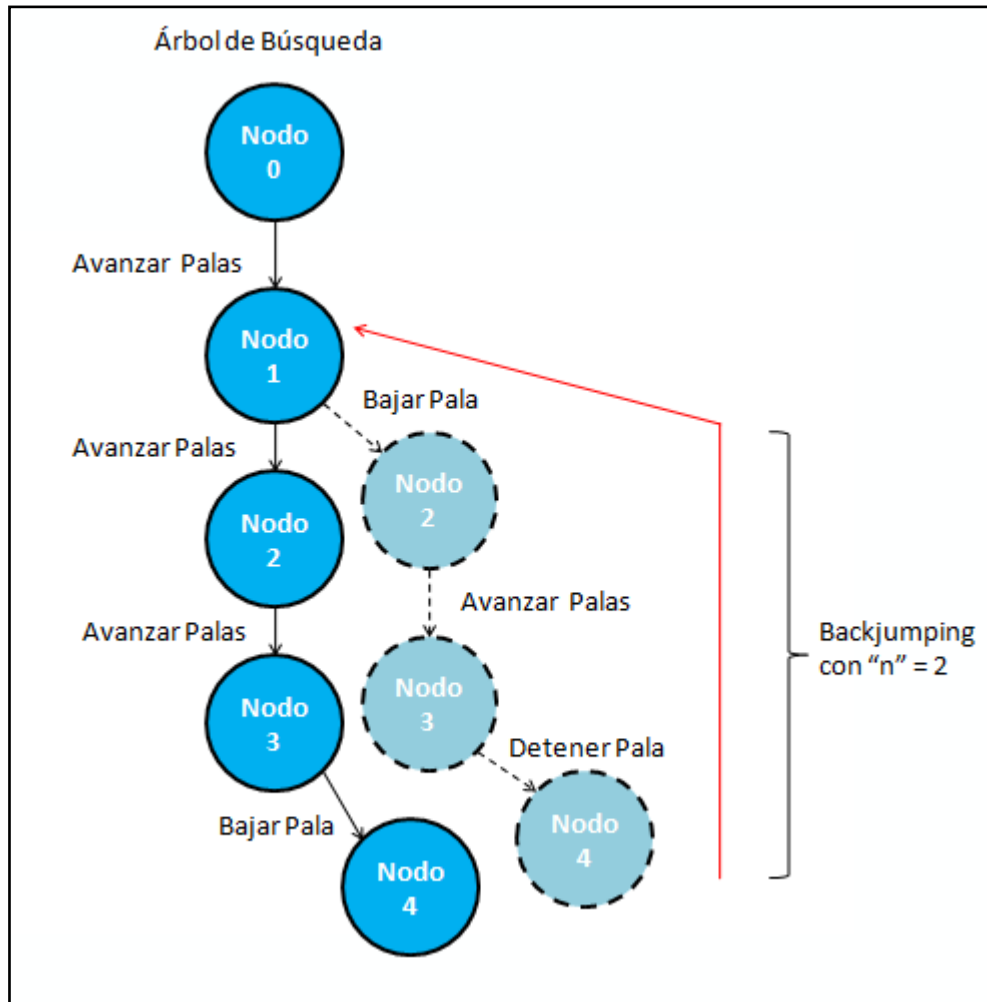 Árbol de Búsqueda
Nodo
0
Avanzar Palas
Nodo
1
Bajar Pala
Avanzar Palas
Nodo
2
Nodo
2
Avanzar Palas
Avanzar Palas
Backjumping
con “n” = 2
Nodo
3
Nodo
3
Detener Pala
Bajar Pala
Nodo
4
Nodo
4